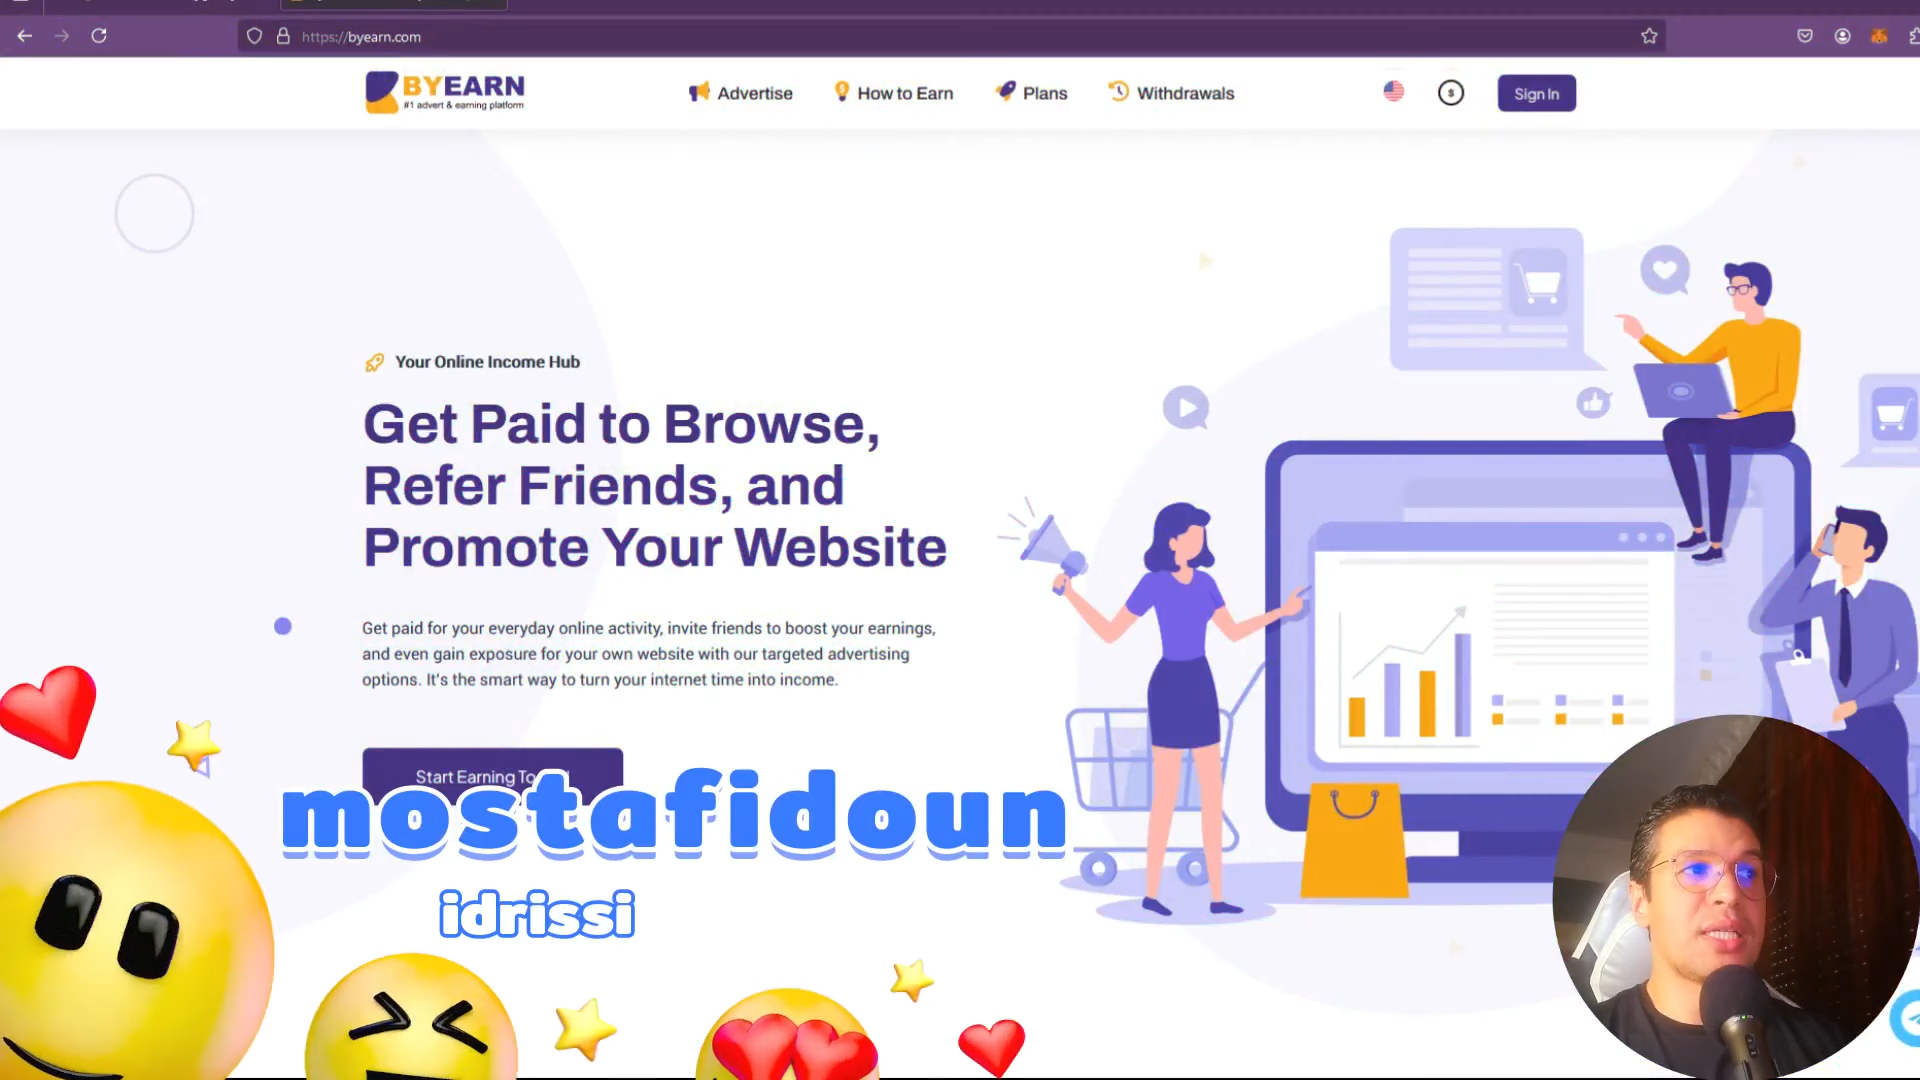 https://byearn.com
BYEARN
#1 advert & earning platform
Advertise
How to Earn
Plans
Withdrawals
$
Sign In
Your Online Income Hub
Get Paid to Browse,
Refer Friends, and
Promote Your Website
Get paid for your everyday online activity, invite friends to boost your earnings,
and even gain exposure for your own website with our targeted advertising
options. It's the smart way to turn your internet time into income.
Start Earning
mostafidoun
idrissi